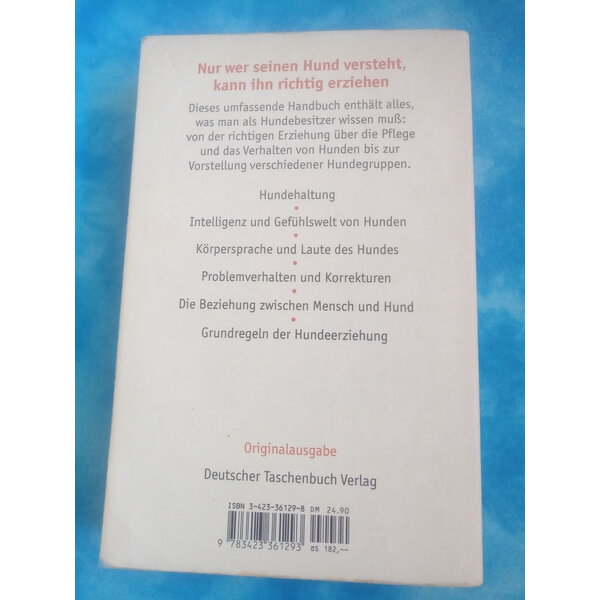 Nur wer seinen Hund versteht,
kann ihn richtig erziehen
Dieses umfassende Handbuch enthält alles,
was man als Hundebesitzer wissen muß:
von der richtigen Erziehung über die Pflege
und das Verhalten von Hunden bis zur
Vorstellung verschiedener Hundegruppen.
Hundehaltung
Intelligenz und Gefühlswelt von Hunden
Körpersprache und Laute des Hundes
Problemverhalten und Korrekturen
Die Beziehung zwischen Mensch und Hund
Grundregeln der Hundeerziehung
Originalausgabe
Deutscher Taschenbuch Verlag
ISBN 3-423-36129-8 DM 24.90
9 783423 361293 öS 182,--